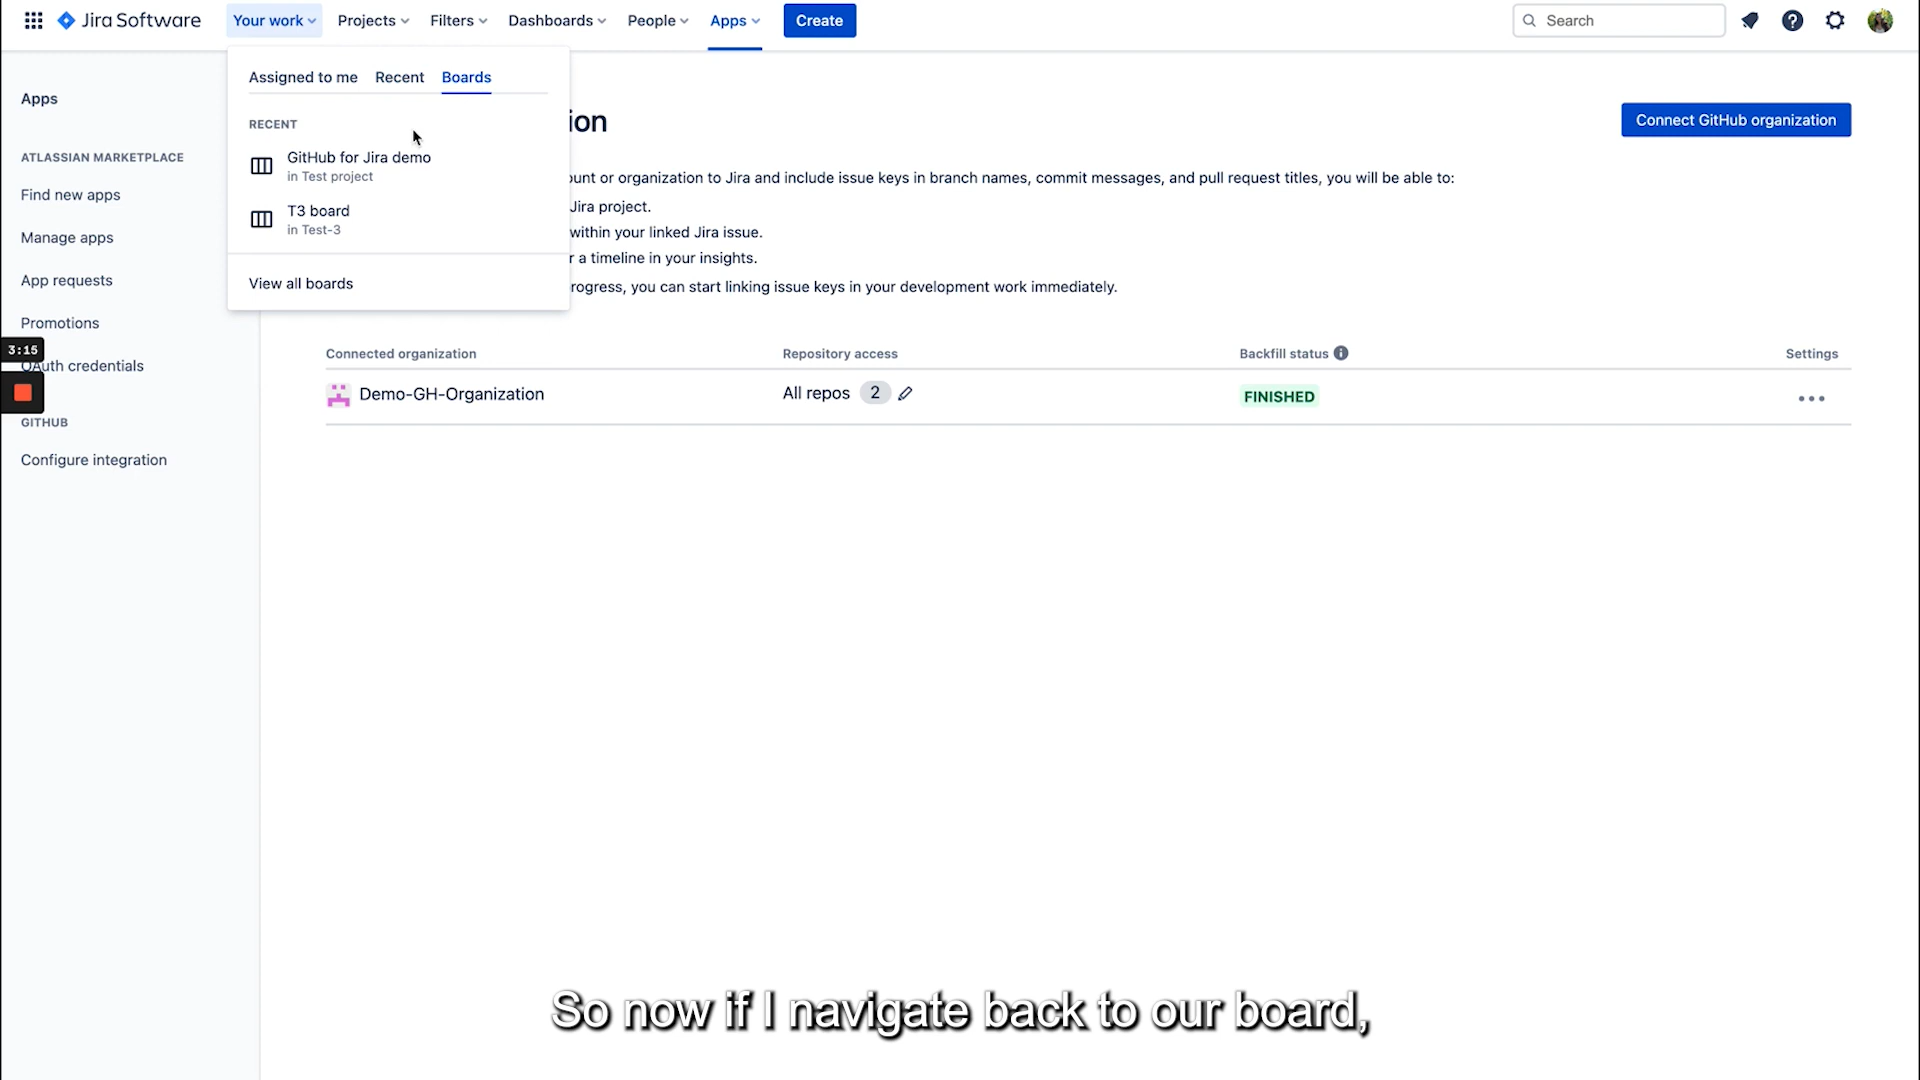 Jira Software
Your work
Projects
Filters
Dashboards
People
Apps
Create
Search
Assigned to me
Recent
Boards
RECENT
GitHub for Jira demo
in Test project
T3 board
in Test-3
View all boards
Apps
ATLASSIAN MARKETPLACE
Find new apps
Manage apps
App requests
Promotions
3:15
OAuth credentials
GITHUB
Configure integration
ion
Connect GitHub organization
ount or organization to Jira and include issue keys in branch names, commit messages, and pull request titles, you will be able to:
Jira project.
within your linked Jira issue.
r a timeline in your insights.
rogress, you can start linking issue keys in your development work immediately.
Connected organization
Repository access
Backfill status
Settings
Demo-GH-Organization
All repos 2
FINISHED
So now if I navigate back to our board,